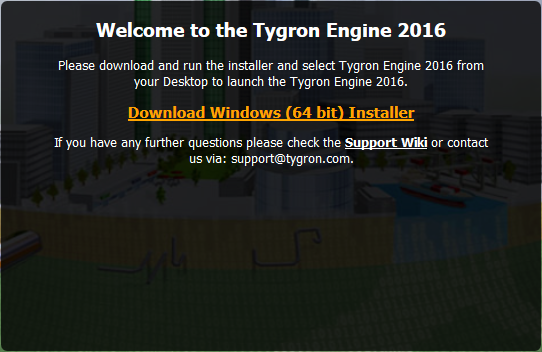 Welcome to the Tygron Engine 2016
Please download and run the installer and select Tygron Engine 2016 from
your Desktop to launch the Tygron Engine 2016.
Download Windows (64 bit) Installer
If you have any further questions please check the Support Wiki or contact
us via: support@tygron.com.